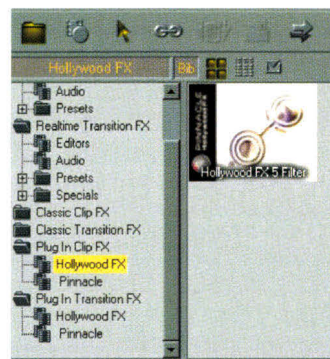 Hollywood FX
Bib
Audio
Presets
Realtime Transition FX
Editors
Audio
Presets
Specials
Classic Clip FX
Classic Transition FX
Plug In Clip FX
Hollywood FX
Pinnacle
Plug In Transition FX
Hollywood FX
Pinnacle
PINNACLE
Hollywood FX 5 Filter